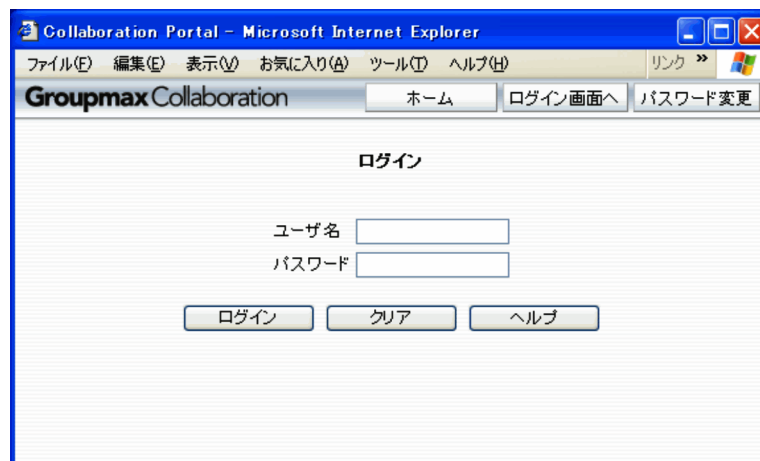 Collaboration Portal - Microsoft Internet Explorer
ファイル(F) 編集(E) 表示(V) お気に入り(A) ツール(T) ヘルプ(H) リンク »
Groupmax Collaboration ホーム ログイン画面へ パスワード変更
ログイン
ユーザ名
パスワード
ログイン クリア ヘルプ